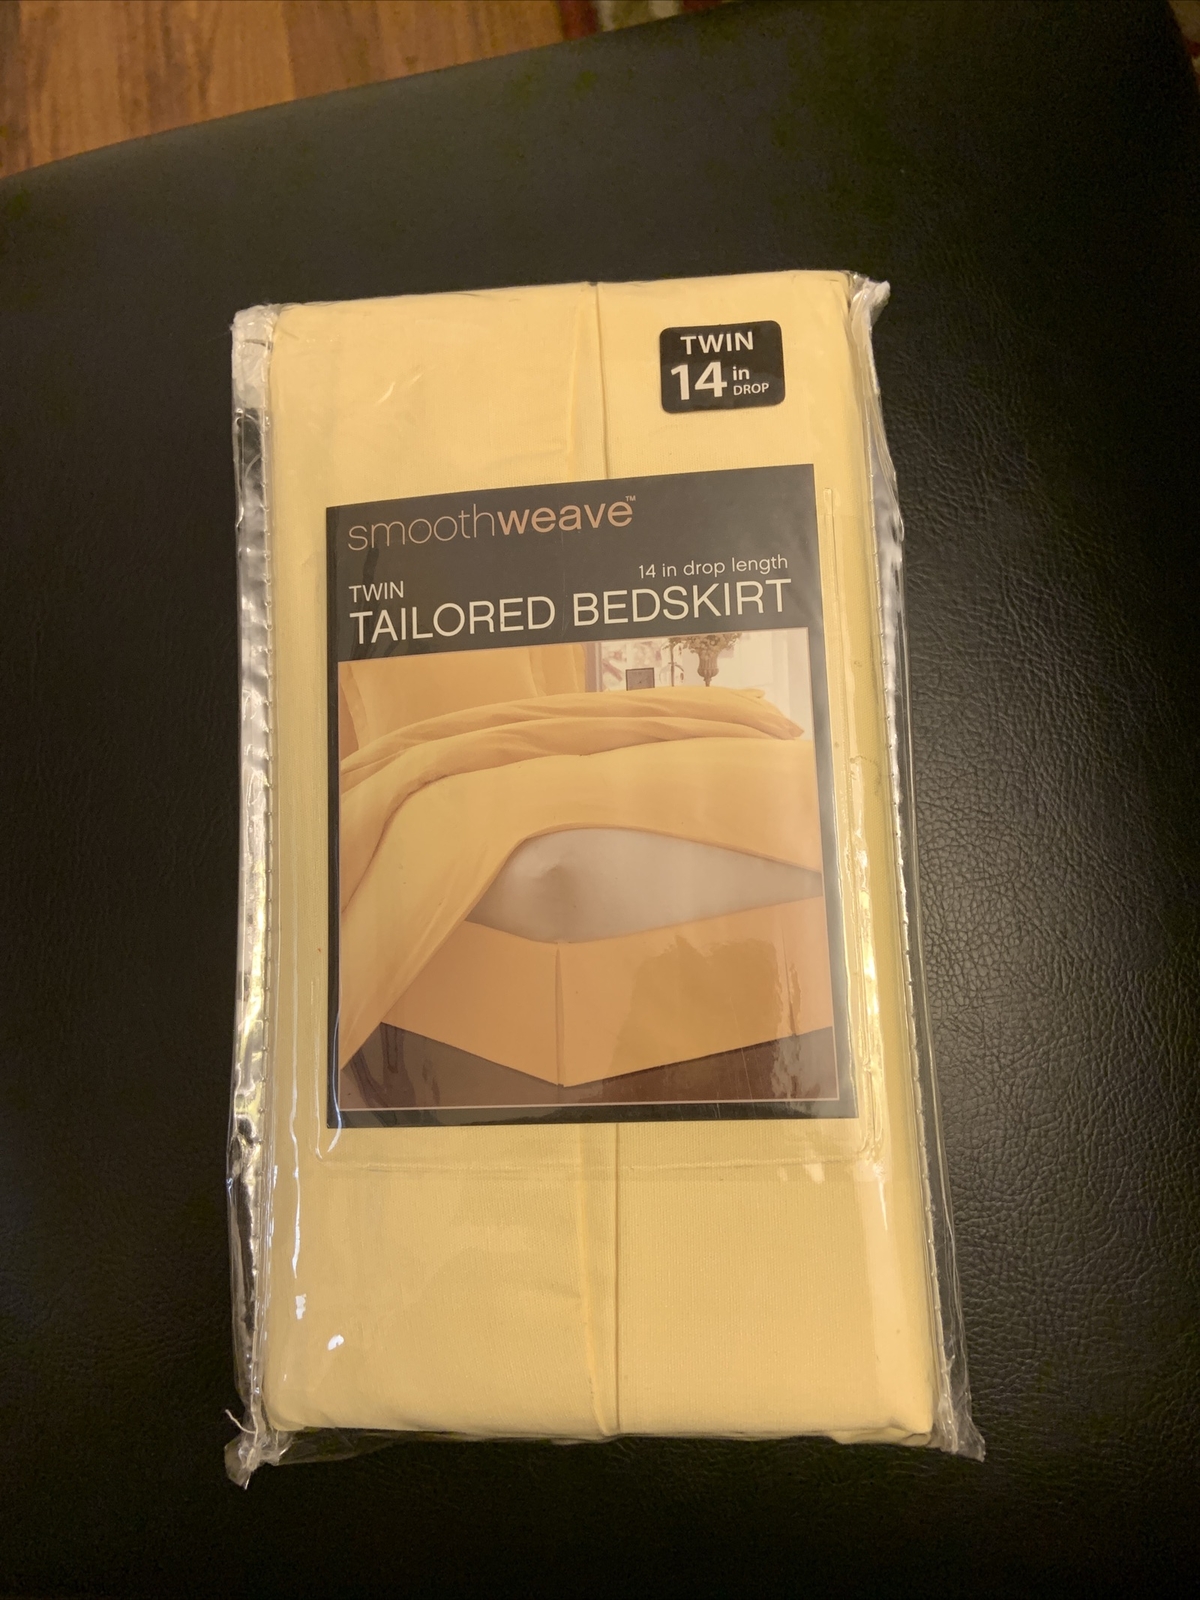 TWIN
14 in
DROP
smoothweave™
14 in drop length
TWIN
TAILORED BEDSKIRT